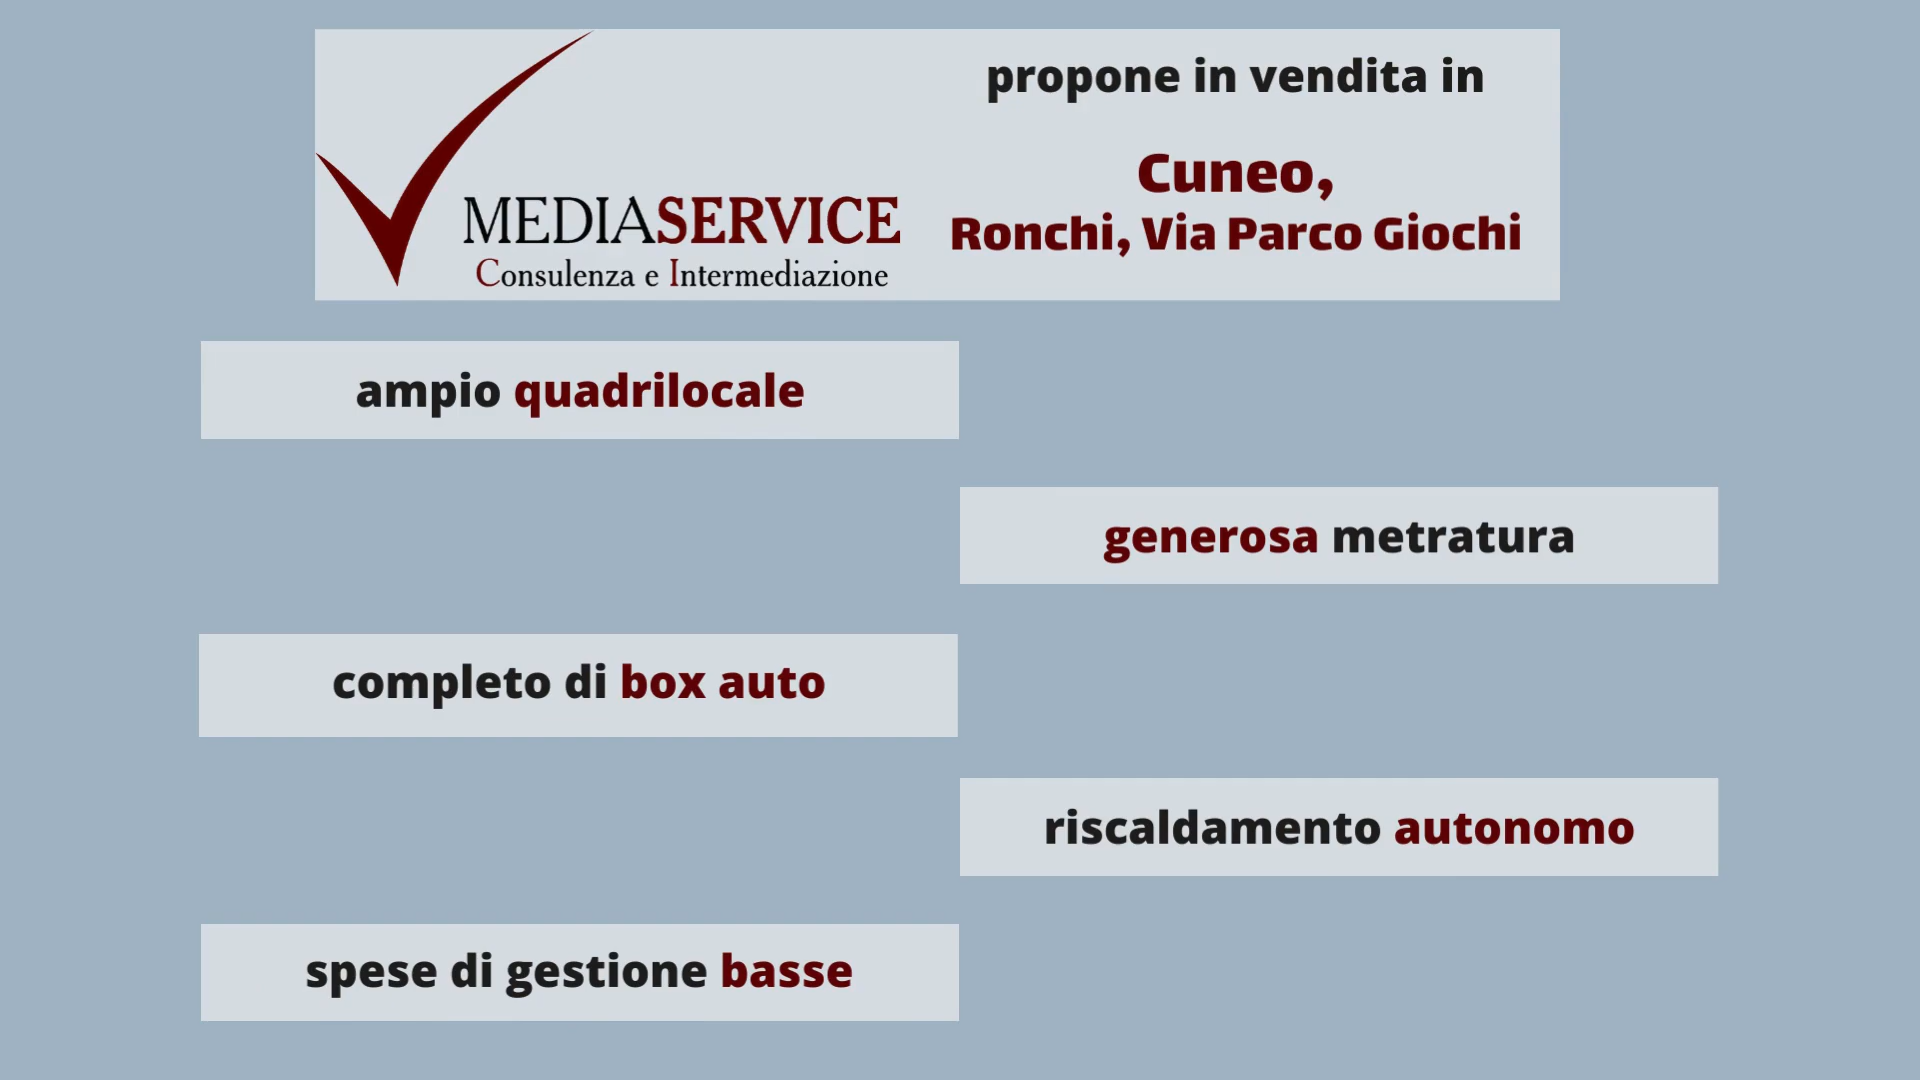 MEDIASERVICE
Consulenza e Intermediazione
propone in vendita in
Cuneo,
Ronchi, Via Parco Giochi
ampio quadrilocale
generosa metratura
completo di box auto
riscaldamento autonomo
spese di gestione basse